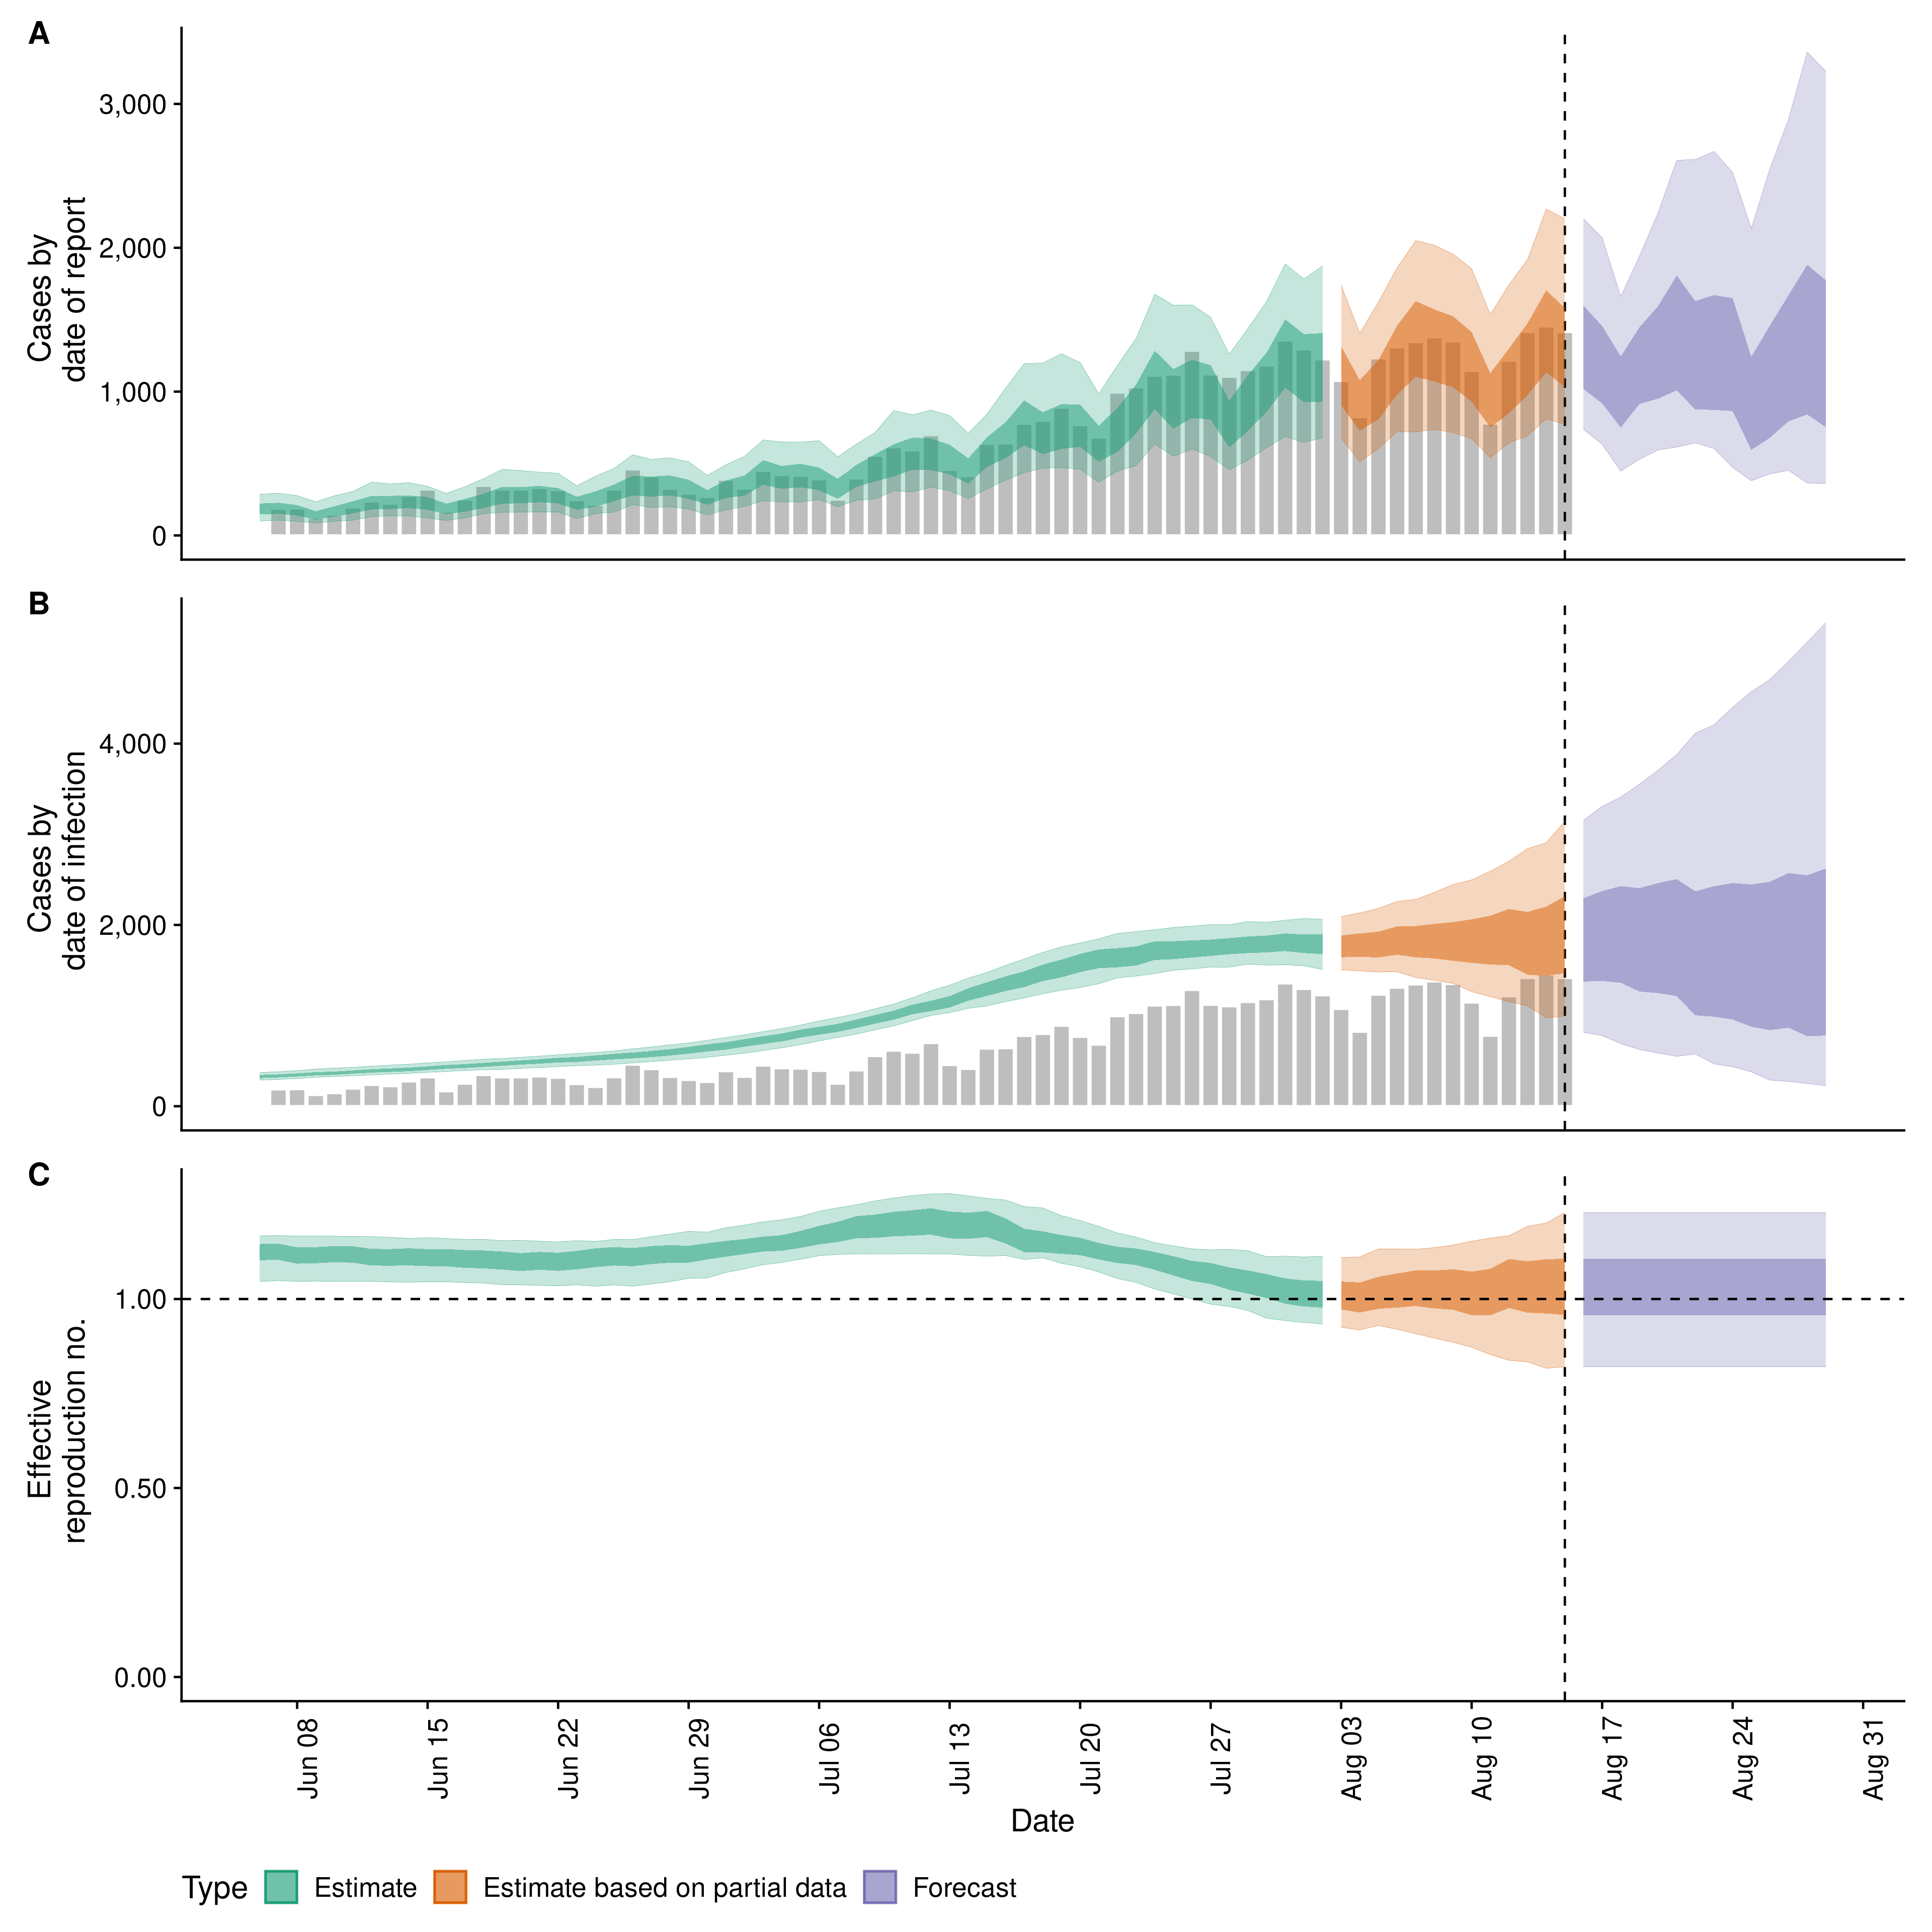 A
Cases by
date of report
3,000
2,000
1,000
0
B
Cases by
date of infection
4,000
2,000
0
C
Effective
reproduction no.
1.00
0.50
0.00
Jun 08
Jun 15
Jun 22
Jun 29
Jul 06
Jul 13
Jul 20
Jul 27
Aug 03
Aug 10
Aug 17
Aug 24
Aug 31
Date
Type Estimate Estimate based on partial data Forecast